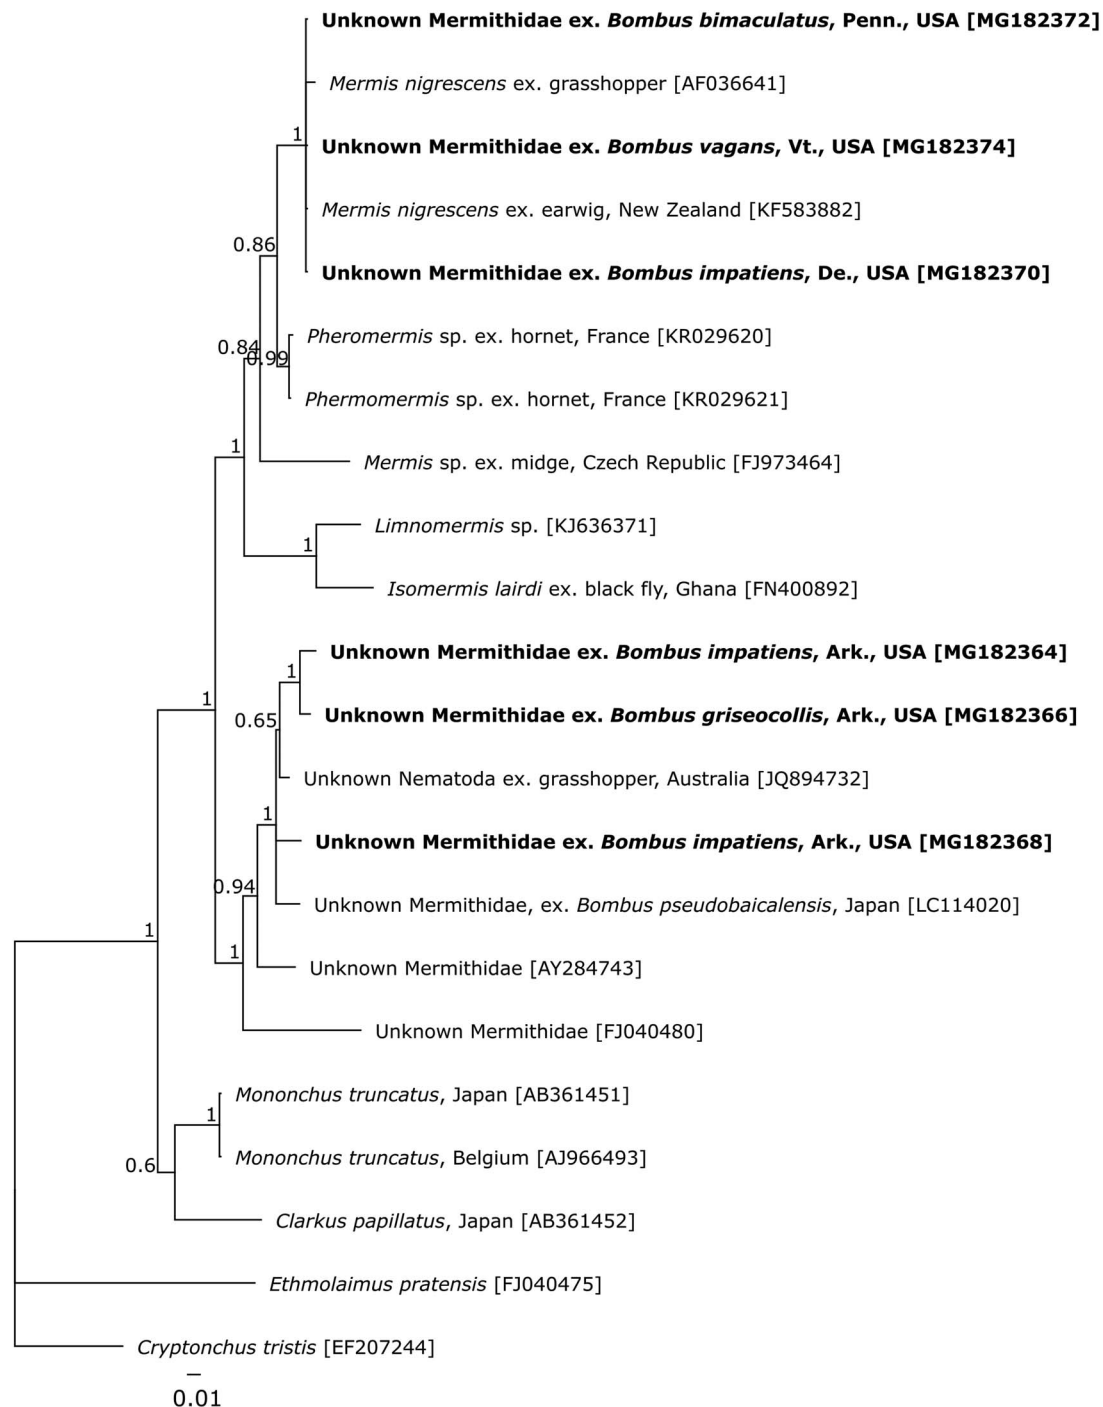 Unknown Mermithidae ex. Bombus bimaculatus, Penn., USA [MG182372]
Mermis nigrescens ex. grasshopper [AF036641]
1
Unknown Mermithidae ex. Bombus vagans, Vt., USA [MG182374]
Mermis nigrescens ex. earwig, New Zealand [KF583882]
0.86
Unknown Mermithidae ex. Bombus impatiens, De., USA [MG182370]
Pheromermis sp. ex. hornet, France [KR029620]
0.84
0.99
Phermomermis sp. ex. hornet, France [KR029621]
1
Mermis sp. ex. midge, Czech Republic [FJ973464]
Limnomermis sp. [KJ636371]
1
Isomermis lairdi ex. black fly, Ghana [FN400892]
Unknown Mermithidae ex. Bombus impatiens, Ark., USA [MG182364]
1
1
0.65
Unknown Mermithidae ex. Bombus griseocollis, Ark., USA [MG182366]
Unknown Nematoda ex. grasshopper, Australia [JQ894732]
1
Unknown Mermithidae ex. Bombus impatiens, Ark., USA [MG182368]
0.94
Unknown Mermithidae, ex. Bombus pseudobaicalensis, Japan [LC114020]
1
1
Unknown Mermithidae [AY284743]
Unknown Mermithidae [FJ040480]
Mononchus truncatus, Japan [AB361451]
1
Mononchus truncatus, Belgium [AJ966493]
0.6
Clarkus papillatus, Japan [AB361452]
Ethmolaimus pratensis [FJ040475]
Cryptonchus tristis [EF207244]
0.01